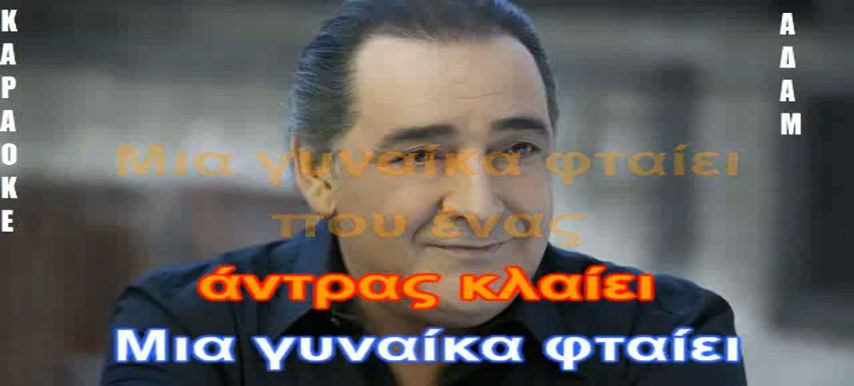 ΚΑΡΑΟΚΕ
ΑΔΑΜ
Μια γυναίκα φταίει
που ένας
άντρας κλαίει
Μια γυναίκα φταίει